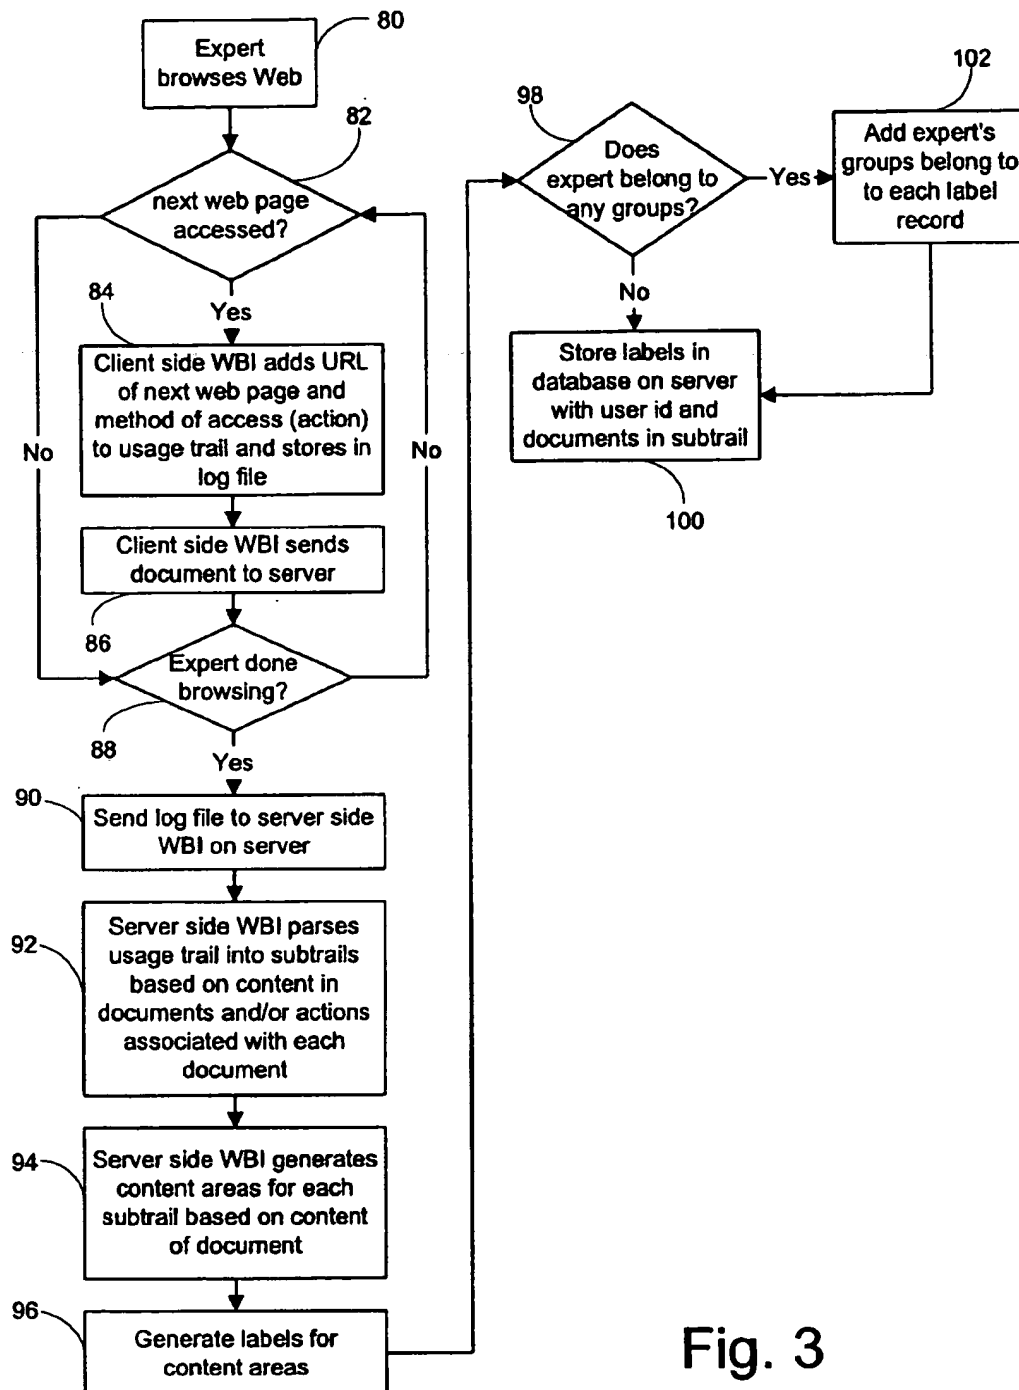 80
Expert
browses Web
82
next web page
accessed?
No
No
Yes
84
Client side WBI adds URL
of next web page and
method of access (action)
to usage trail and stores in
log file
Client side WBI sends
document to server
86
Expert done
browsing?
88
Yes
90
Send log file to server side
WBI on server
92
Server side WBI parses
usage trail into subtrails
based on content in
documents and/or actions
associated with each
document
94
Server side WBI generates
content areas for each
subtrail based on content
of document
96
Generate labels for
content areas
98
Does
expert belong to
any groups?
Yes
102
Add expert's
groups belong to
to each label
record
No
Store labels in
database on server
with user id and
documents in subtrail
100
Fig. 3